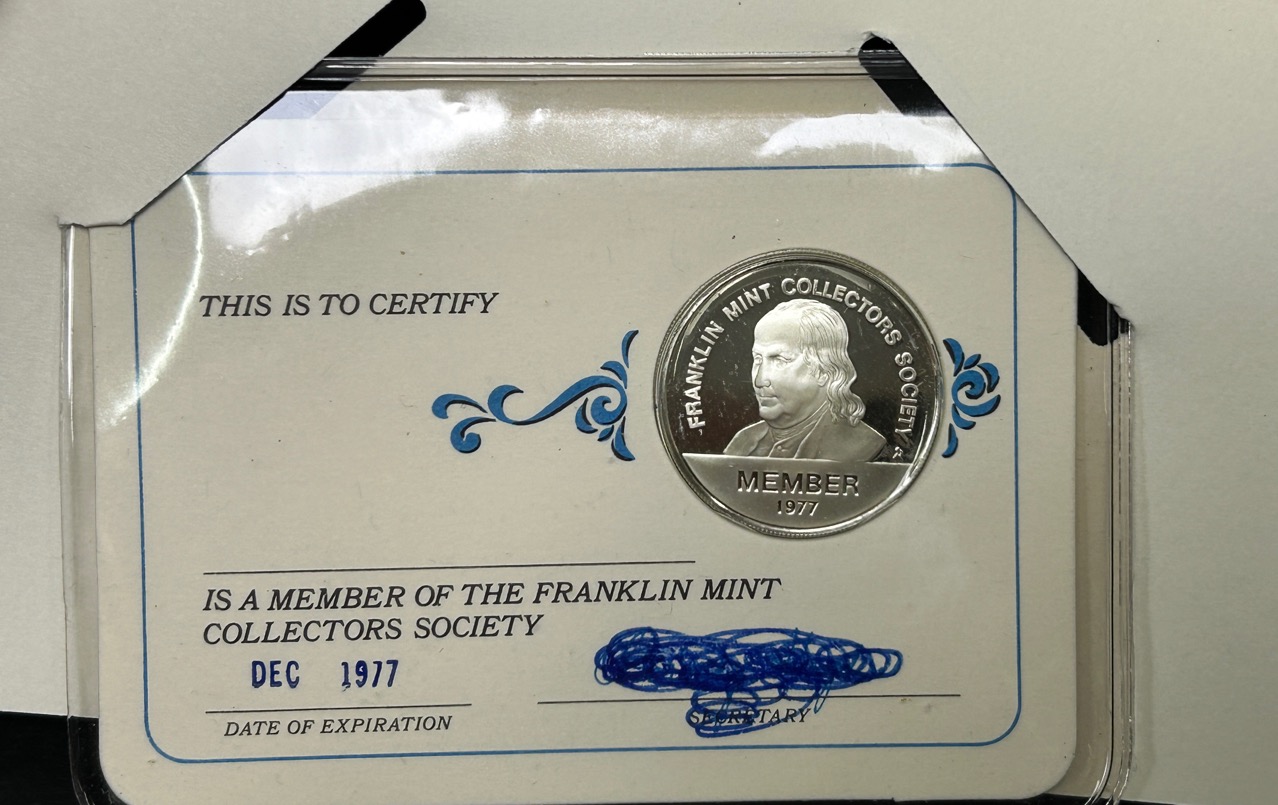 THIS IS TO CERTIFY
FRANKLIN MINT COLLECTORS SOCIETY
MEMBER
1977
IS A MEMBER OF THE FRANKLIN MINT
COLLECTORS SOCIETY
DEC 1977
DATE OF EXPIRATION
SECRETARY